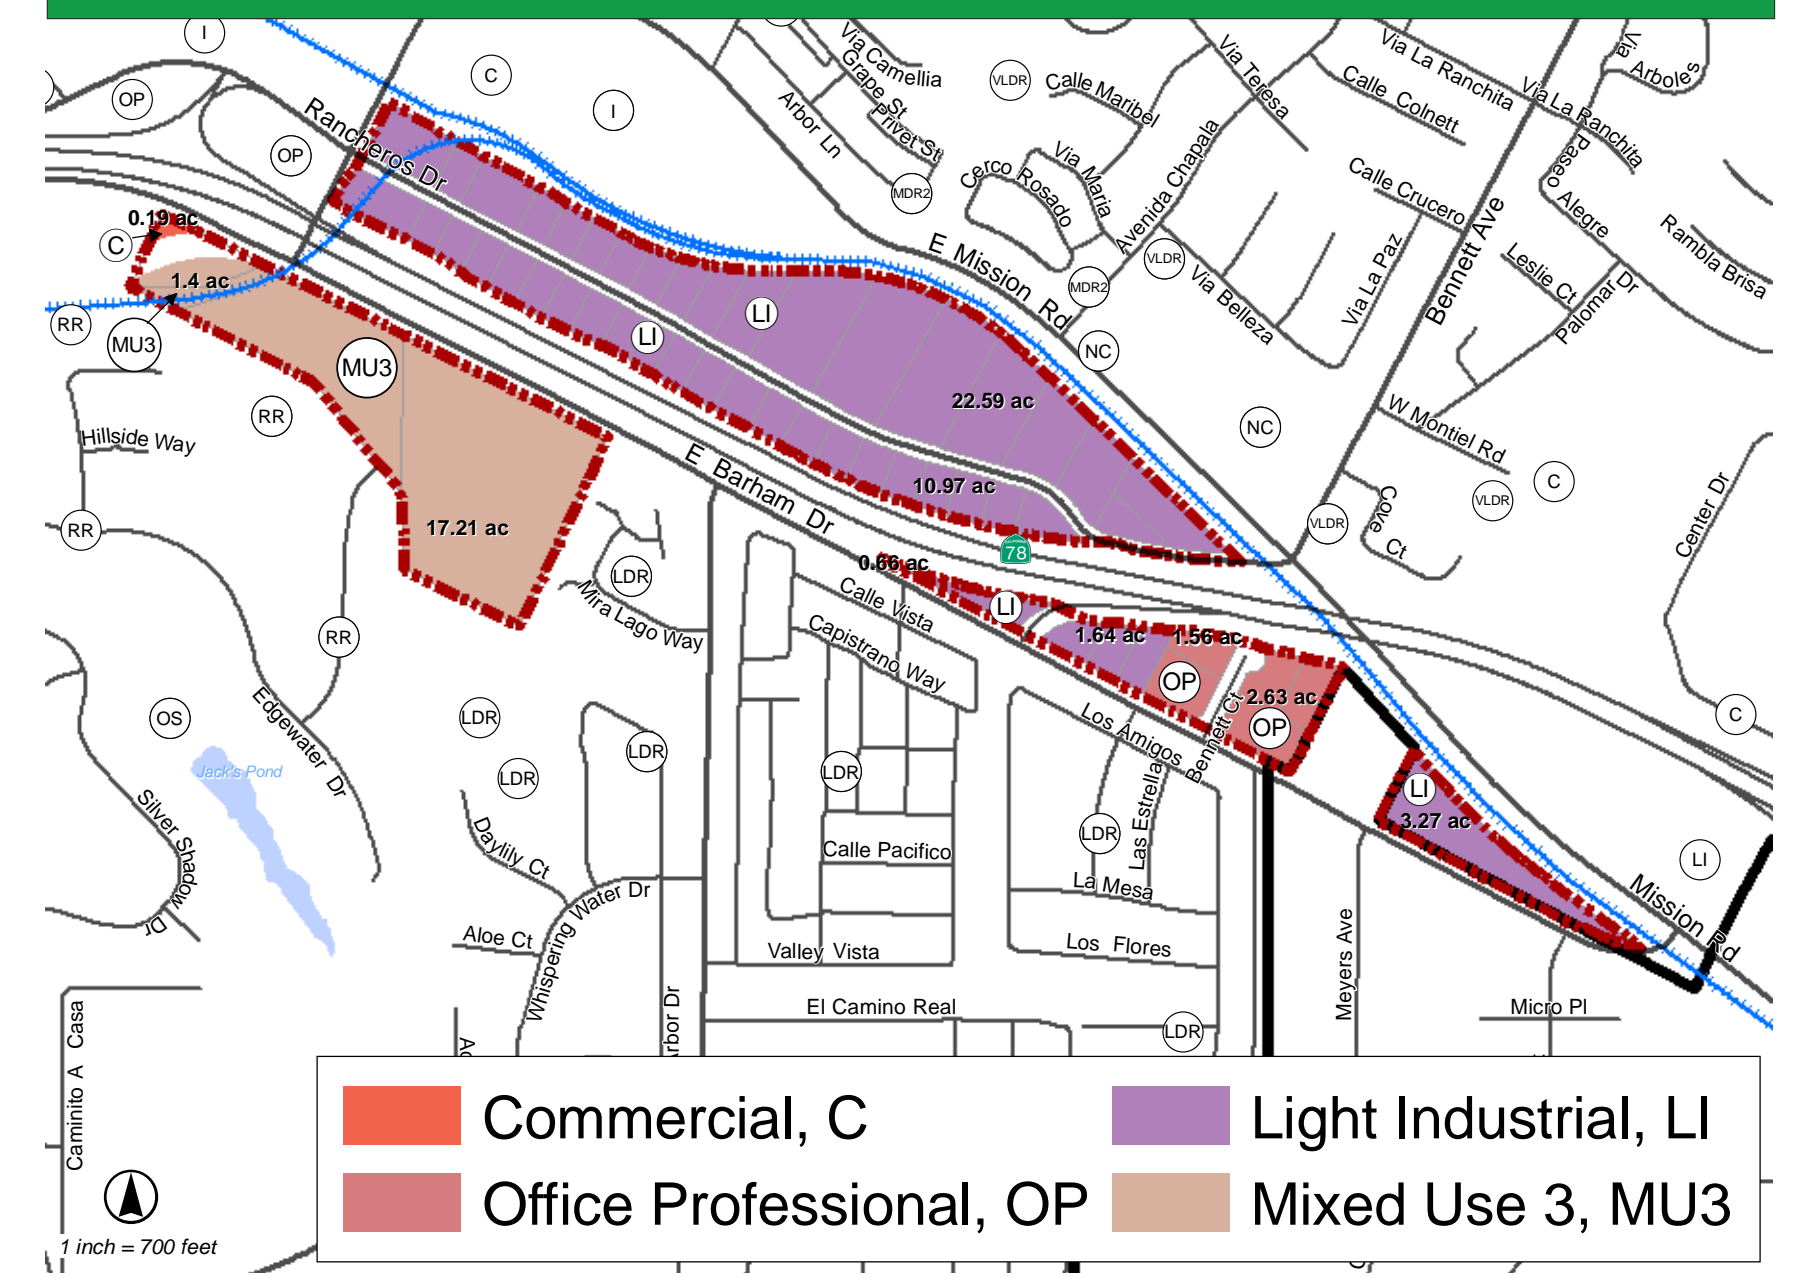 I
C
OP
I
OP
Rancheros Dr
Via Camellia
Grape St
Privet St
Arbor Ln
MDR2
VLDR
Calle Maribel
Via Teresa
Via La Ranchita
Calle Colnett
Via La Ranchita
Via Arboles
Paseo Alegre
Calle Crucero
Rambla Brisa
Cerco Rosado
Via Maria
Avenida Chapala
MDR2
VLDR
Via Belleza
Via La Paz
Bennett Ave
Leslie Ct
Palomar Dr
0.19 ac
C
1.4 ac
RR
MU3
MU3
RR
Hillside Way
RR
17.21 ac
E Mission Rd
LI
LI
22.59 ac
10.97 ac
NC
NC
W Montiel Rd
C
VLDR
VLDR
Cove Ct
Center Dr
E Barham Dr
CALIFORNIA
78
0.66 ac
LI
1.64 ac
1.56 ac
OP
2.63 ac
OP
Bennett Ct
LDR
Mira Lago Way
Calle Vista
Capistrano Way
RR
Edgewater Dr
OS
Jack's Pond
Silver Shadow Dr
LDR
LDR
LDR
LDR
Los Amigos
Las Estrella
LDR
LI
3.27 ac
C
LI
Mission Rd
Daylily Ct
Whispering Water Dr
Aloe Ct
Calle Pacifico
La Mesa
Valley Vista
Los Flores
El Camino Real
LDR
Meyers Ave
Micro Pl
Caminito A Casa
rbor Dr
1 inch = 700 feet
Commercial, C
Light Industrial, LI
Office Professional, OP
Mixed Use 3, MU3